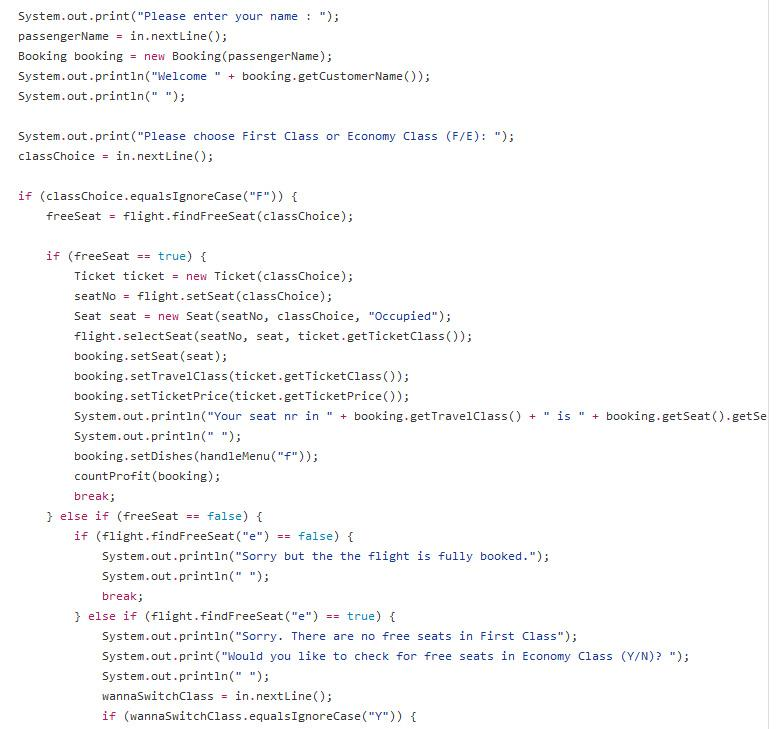 System.out.print("Please enter your name : ");
passengerName = in.nextLine();
Booking booking = new Booking(passengerName);
System.out.println("Welcome " + booking.getCustomerName());
System.out.println(" ");

System.out.print("Please choose First Class or Economy Class (F/E): ");
classChoice = in.nextLine();

if (classChoice.equalsIgnoreCase("F")) {
    freeSeat = flight.findFreeSeat(classChoice);

    if (freeSeat == true) {
        Ticket ticket = new Ticket(classChoice);
        seatNo = flight.setSeat(classChoice);
        Seat seat = new Seat(seatNo, classChoice, "Occupied");
        flight.selectSeat(seatNo, seat, ticket.getTicketClass());
        booking.setSeat(seat);
        booking.setTravelClass(ticket.getTicketClass());
        booking.setTicketPrice(ticket.getTicketPrice());
        System.out.println("Your seat nr in " + booking.getTravelClass() + " is " + booking.getSeat().getSe
        System.out.println(" ");
        booking.setDishes(handleMenu("f"));
        countProfit(booking);
        break;
    } else if (freeSeat == false) {
        if (flight.findFreeSeat("e") == false) {
            System.out.println("Sorry but the the flight is fully booked.");
            System.out.println(" ");
            break;
        } else if (flight.findFreeSeat("e") == true) {
            System.out.println("Sorry. There are no free seats in First Class");
            System.out.print("Would you like to check for free seats in Economy Class (Y/N)? ");
            System.out.println(" ");
            wannaSwitchClass = in.nextLine();
            if (wannaSwitchClass.equalsIgnoreCase("Y")) {